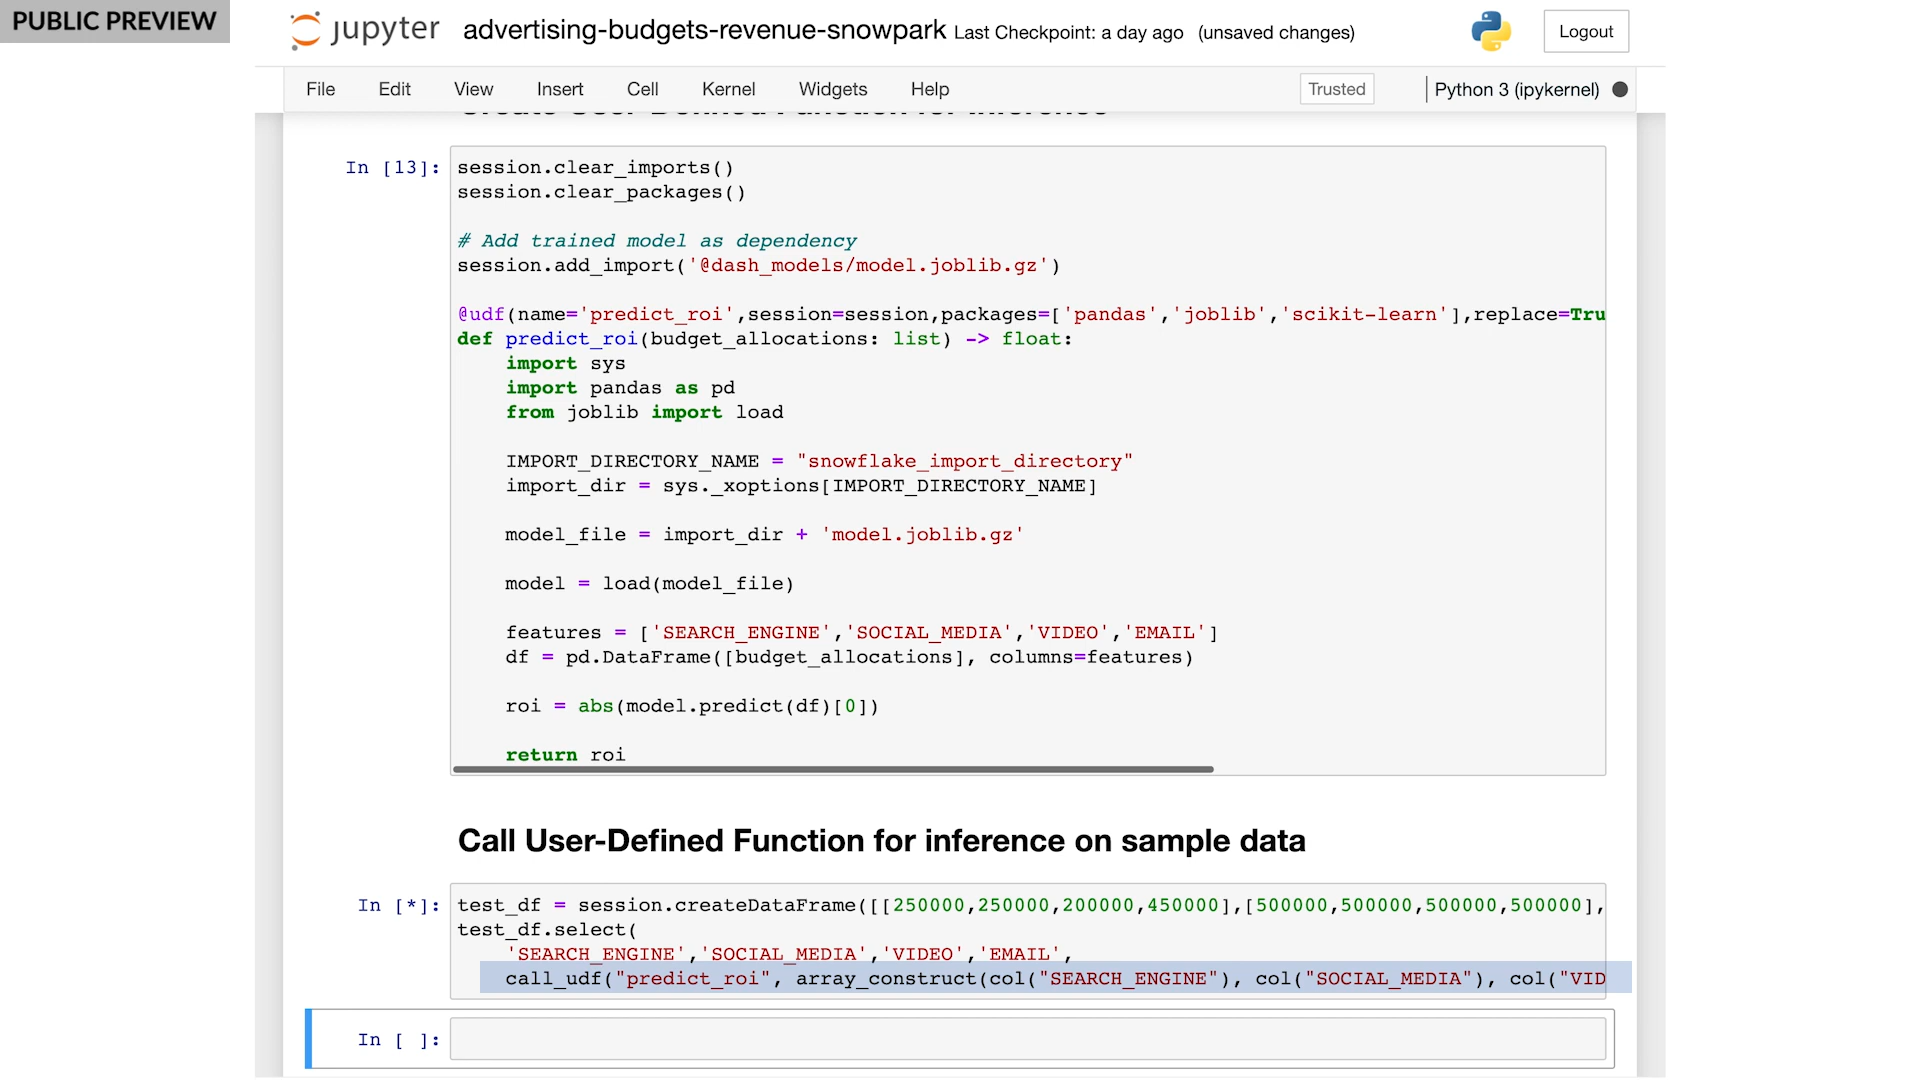 PUBLIC PREVIEW
jupyter advertising-budgets-revenue-snowpark Last Checkpoint: a day ago (unsaved changes) Logout
File Edit View Insert Cell Kernel Widgets Help Trusted Python 3 (ipykernel)
Create User-Defined Function for inference
In [13]: session.clear_imports()
session.clear_packages()
# Add trained model as dependency
session.add_import('@dash_models/model.joblib.gz')
@udf(name='predict_roi',session=session,packages=['pandas','joblib','scikit-learn'],replace=Tru
def predict_roi(budget_allocations: list) -> float:
    import sys
    import pandas as pd
    from joblib import load
    IMPORT_DIRECTORY_NAME = "snowflake_import_directory"
    import_dir = sys._xoptions[IMPORT_DIRECTORY_NAME]
    model_file = import_dir + 'model.joblib.gz'
    model = load(model_file)
    features = ['SEARCH_ENGINE','SOCIAL_MEDIA','VIDEO','EMAIL']
    df = pd.DataFrame([budget_allocations], columns=features)
    roi = abs(model.predict(df)[0])
    return roi
Call User-Defined Function for inference on sample data
In [*]: test_df = session.createDataFrame([[250000,250000,200000,450000],[500000,500000,500000,500000],
test_df.select(
    'SEARCH_ENGINE','SOCIAL_MEDIA','VIDEO','EMAIL',
    call_udf("predict_roi", array_construct(col("SEARCH_ENGINE"), col("SOCIAL_MEDIA"), col("VID
In [ ]: